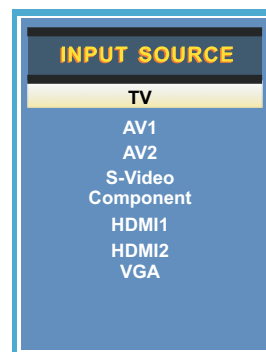 INPUT SOURCE
TV
AV1
AV2
S-Video
Component
HDMI1
HDMI2
VGA